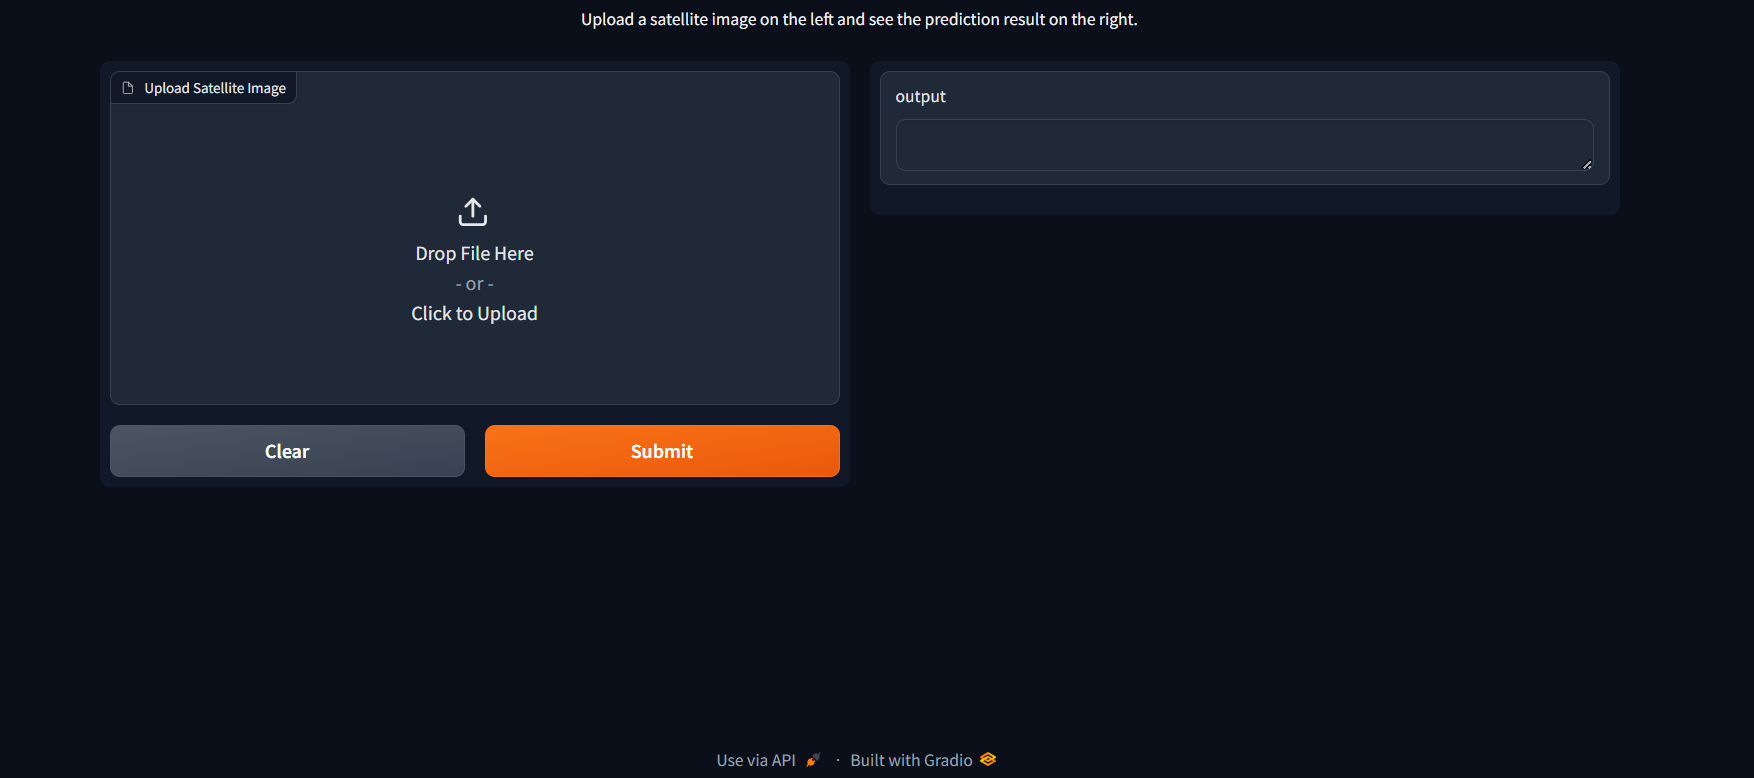 Upload a satellite image on the left and see the prediction result on the right.
Upload Satellite Image
Drop File Here
- or -
Click to Upload
Clear
Submit
output
Use via API · Built with Gradio